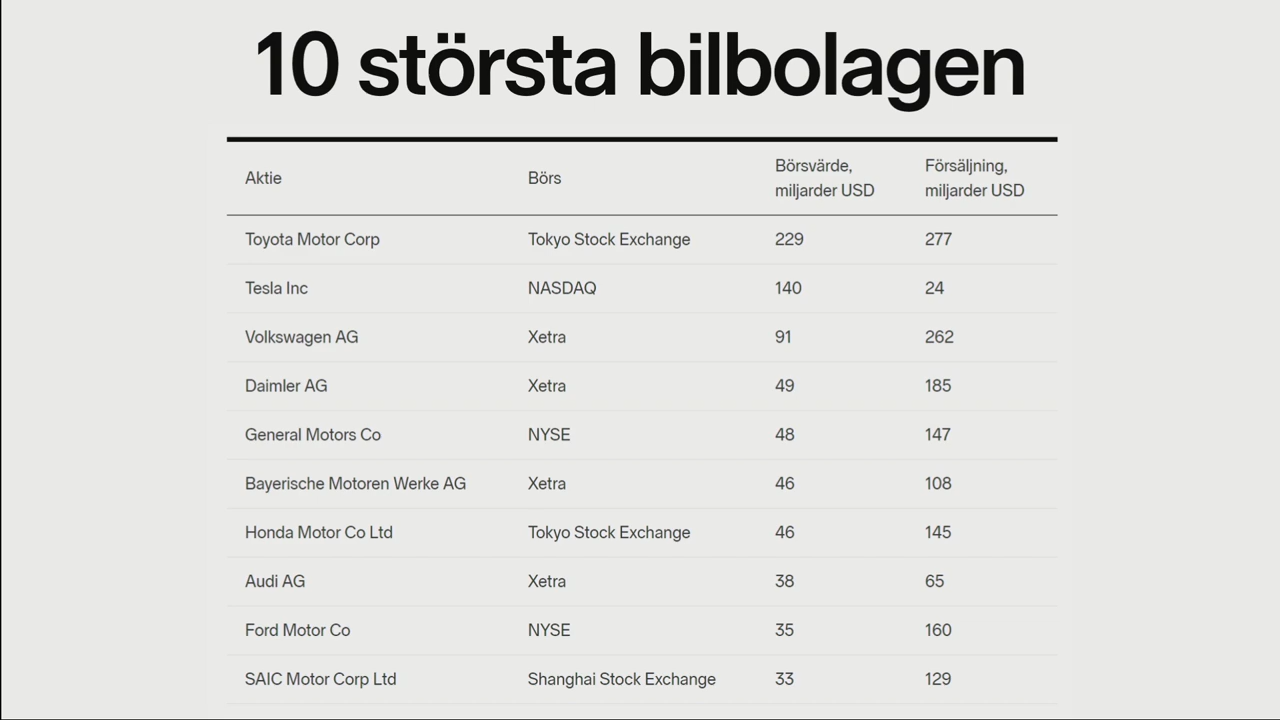 10 största bilbolagen
Aktie Börs Börsvärde, miljarder USD Försäljning, miljarder USD
Toyota Motor Corp Tokyo Stock Exchange 229 277
Tesla Inc NASDAQ 140 24
Volkswagen AG Xetra 91 262
Daimler AG Xetra 49 185
General Motors Co NYSE 48 147
Bayerische Motoren Werke AG Xetra 46 108
Honda Motor Co Ltd Tokyo Stock Exchange 46 145
Audi AG Xetra 38 65
Ford Motor Co NYSE 35 160
SAIC Motor Corp Ltd Shanghai Stock Exchange 33 129